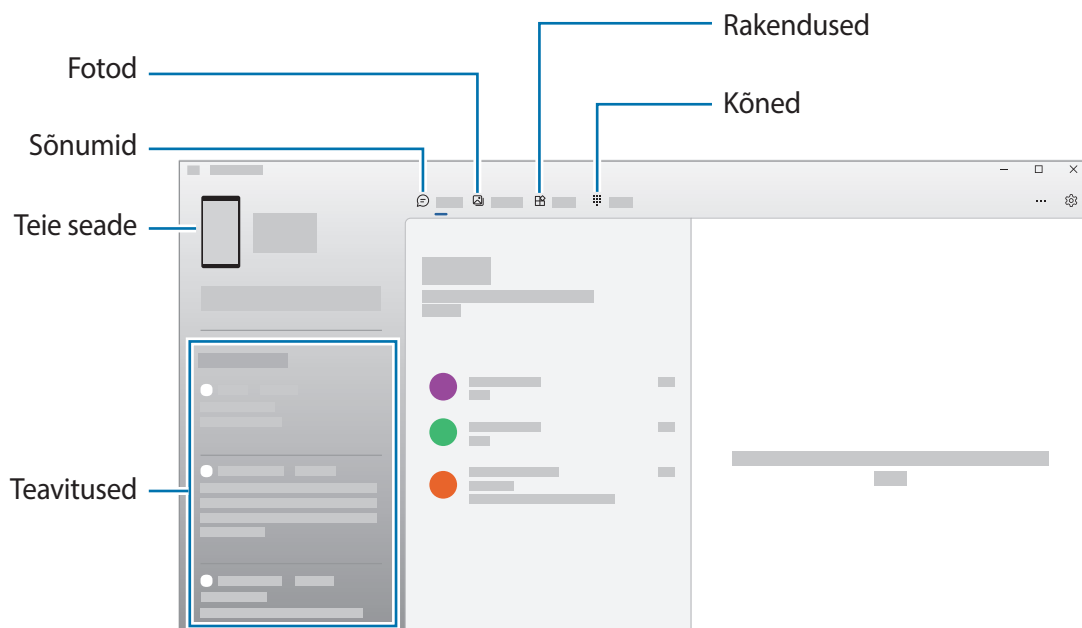 Rakendused
Fotod
Kõned
Sõnumid
Teie seade
Teavitused